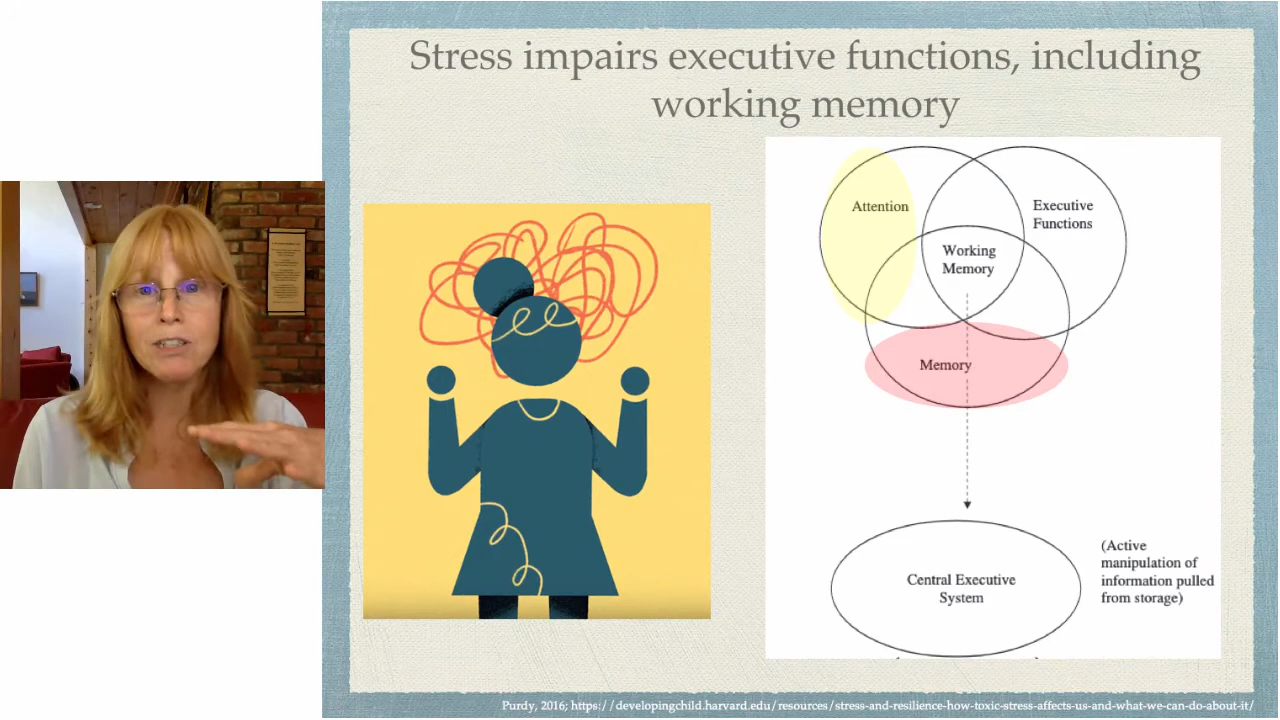 Stress impairs executive functions, including
working memory
Attention
Executive
Functions
Working
Memory
Memory
Central Executive
System
(Active
manipulation of
information pulled
from storage)
Purdy, 2016; https://developingchild.harvard.edu/resources/stress-and-resilience-how-toxic-stress-affects-us-and-what-we-can-do-about-it/